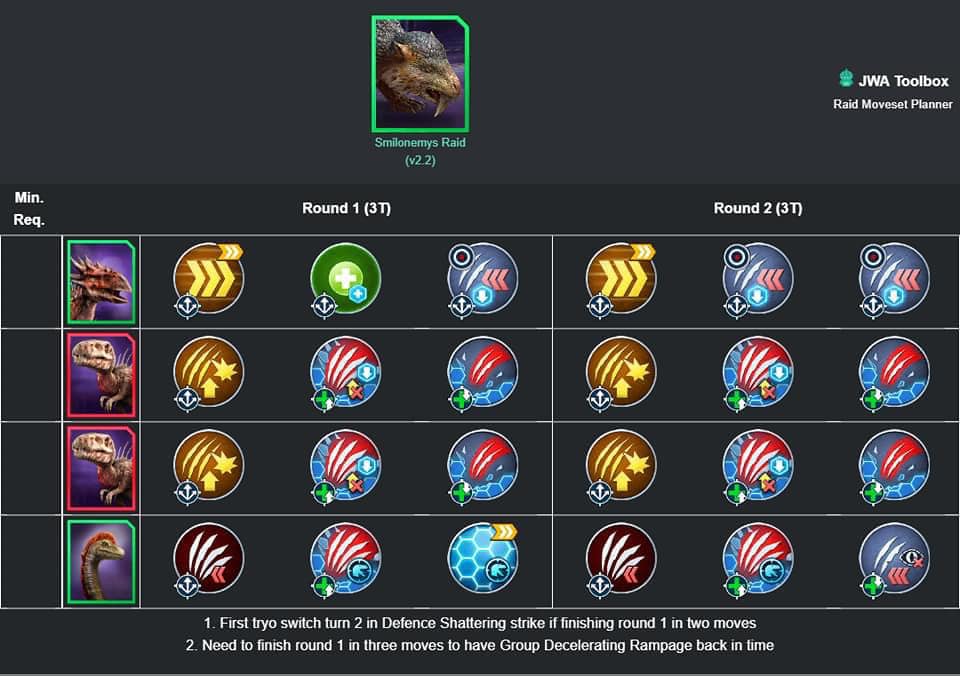 JWA Toolbox
Raid Moveset Planner
Smilonemys Raid
(v2.2)
Min.
Req.
Round 1 (3T)
Round 2 (3T)
1. First tryo switch turn 2 in Defence Shattering strike if finishing round 1 in two moves
2. Need to finish round 1 in three moves to have Group Decelerating Rampage back in time